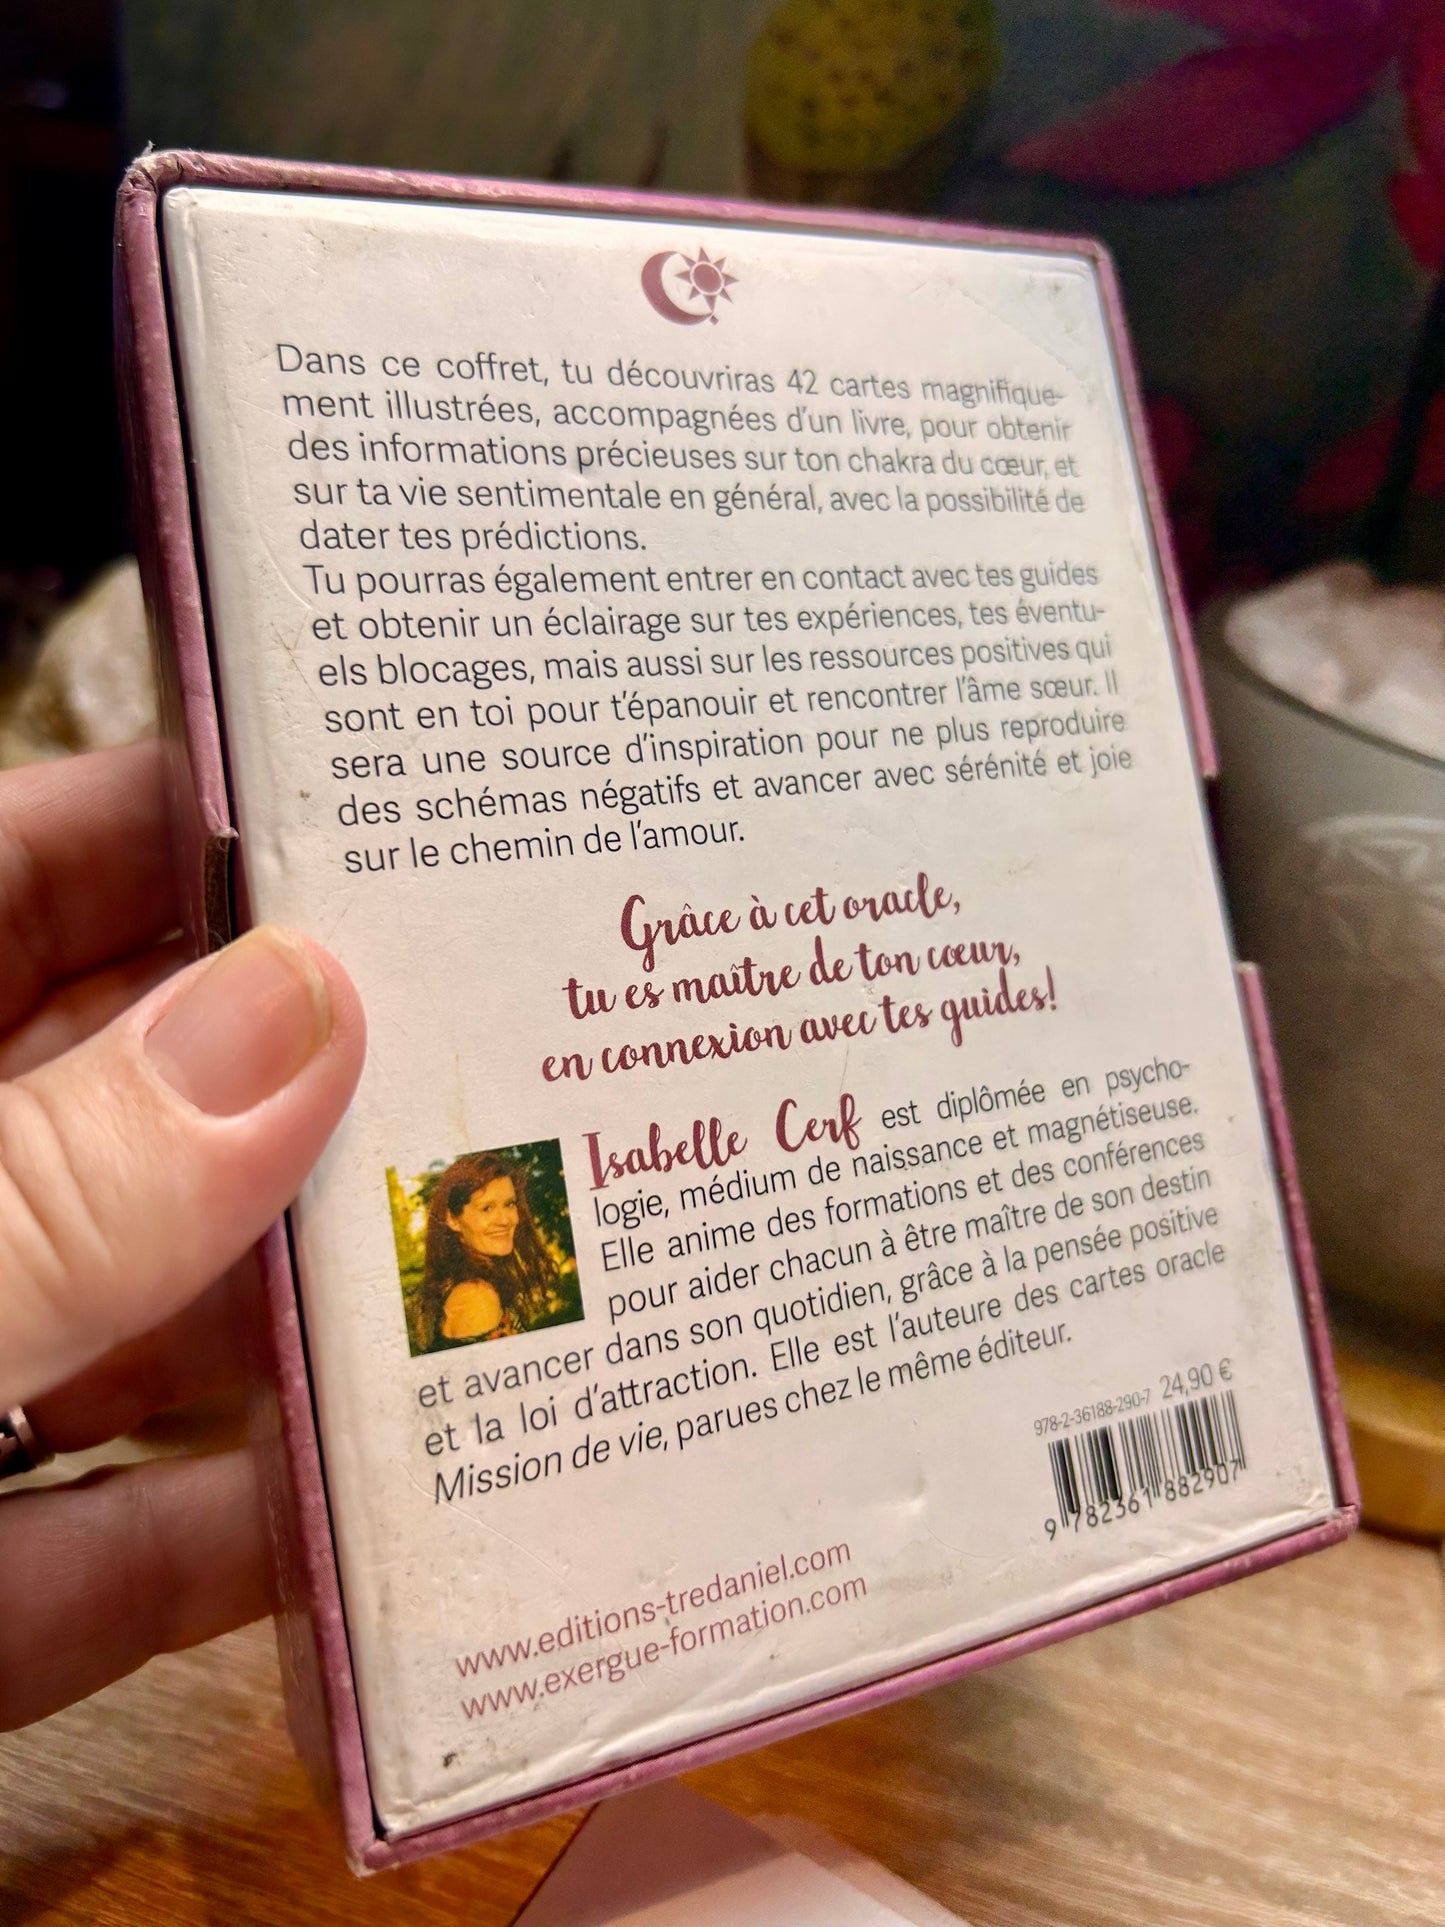 Dans ce coffret, tu découvriras 42 cartes magnifique-
ment illustrées, accompagnées d'un livre, pour obtenir
des informations précieuses sur ton chakra du cœur, et
sur ta vie sentimentale en général, avec la possibilité de
dater tes prédictions.
Tu pourras également entrer en contact avec tes guides
et obtenir un éclairage sur tes expériences, tes éventu-
els blocages, mais aussi sur les ressources positives qui
sont en toi pour t'épanouir et rencontrer l'âme sœur. Il
sera une source d'inspiration pour ne plus reproduire
des schémas négatifs et avancer avec sérénité et joie
sur le chemin de l'amour.
Grâce à cet oracle,
tu es maître de ton cœur,
en connexion avec tes guides!
Isabelle Cerf est diplômée en psycho-
logie, médium de naissance et magnétiseuse.
Elle anime des formations et des conférences
pour aider chacun à être maître de son destin
et avancer dans son quotidien, grâce à la pensée positive
et la loi d'attraction. Elle est l'auteure des cartes oracle
Mission de vie, parues chez le même éditeur.
978-2-36188-290-7 24,90 €
9 782361 882907
www.editions-tredaniel.com
www.exergue-formation.com